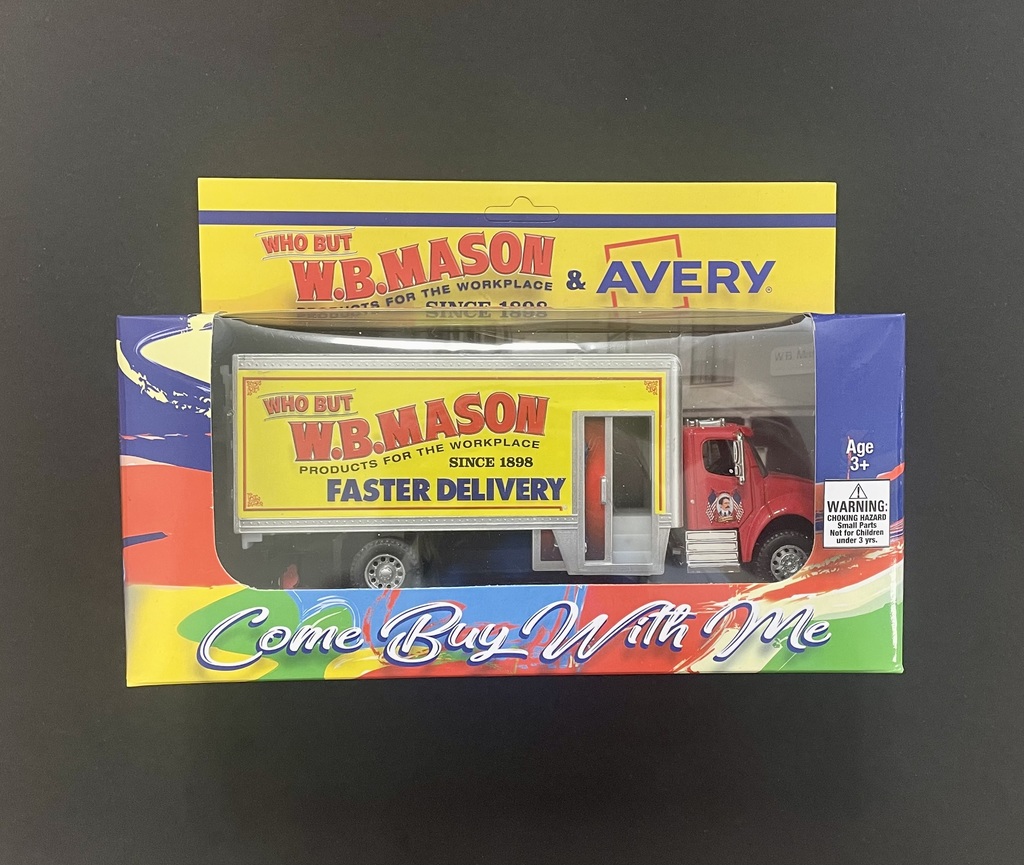 WHO BUT
W.B.MASON
PRODUCTS FOR THE WORKPLACE
SINCE 1898
& AVERY®
W.B. Mas
WHO BUT
W.B.MASON
PRODUCTS FOR THE WORKPLACE
SINCE 1898
FASTER DELIVERY
Age
3+
WARNING:
CHOKING HAZARD
Small Parts
Not for Children
under 3 yrs.
Come Buy With Me